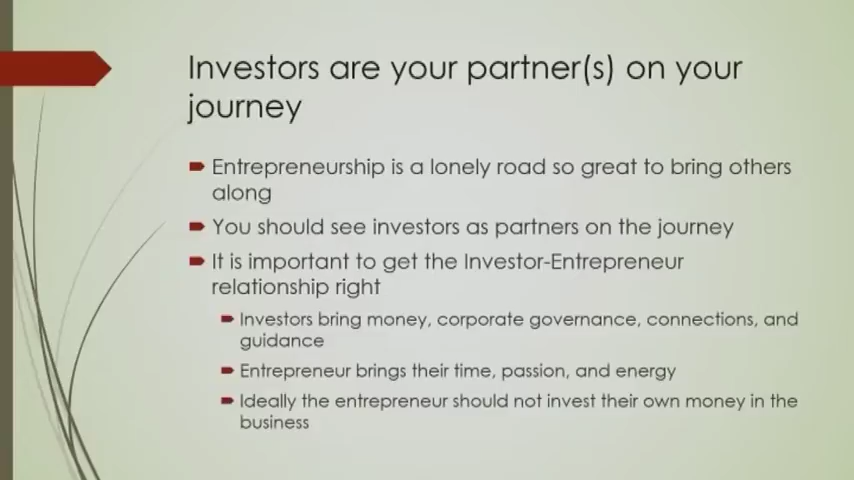 Investors are your partner(s) on your
journey
Entrepreneurship is a lonely road so great to bring others
along
You should see investors as partners on the journey
It is important to get the Investor-Entrepreneur
relationship right
Investors bring money, corporate governance, connections, and
guidance
Entrepreneur brings their time, passion, and energy
Ideally the entrepreneur should not invest their own money in the
business